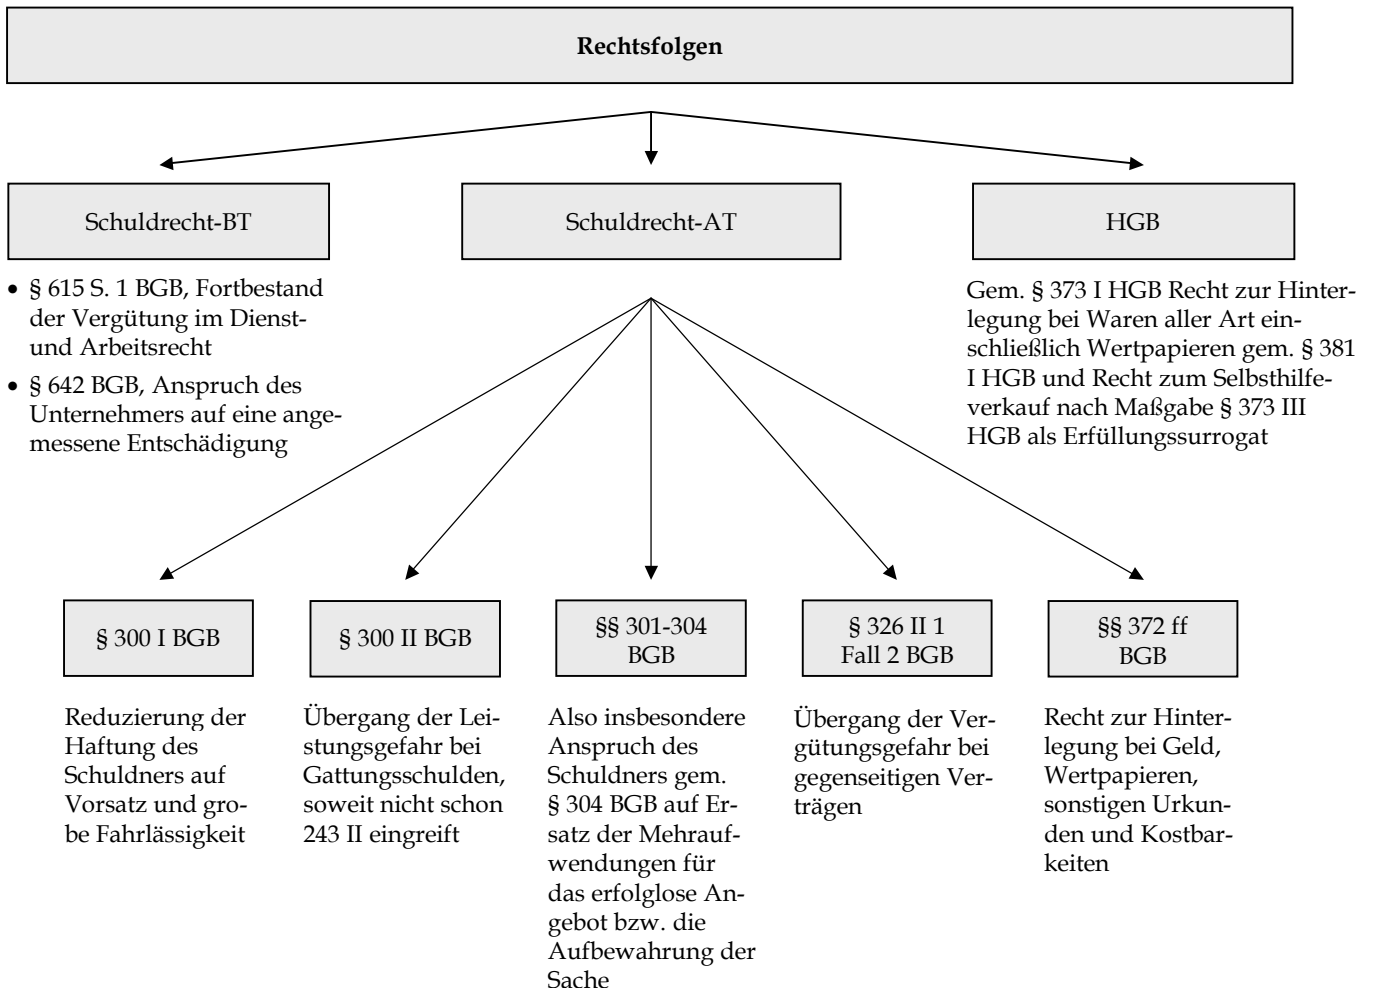 Rechtsfolgen
Schuldrecht-BT
• § 615 S. 1 BGB, Fortbestand
der Vergütung im Dienst-
und Arbeitsrecht
• § 642 BGB, Anspruch des
Unternehmers auf eine ange-
messene Entschädigung
Schuldrecht-AT
HGB
Gem. § 373 I HGB Recht zur Hinter-
legung bei Waren aller Art ein-
schließlich Wertpapieren gem. § 381
I HGB und Recht zum Selbsthilfe-
verkauf nach Maßgabe § 373 III
HGB als Erfüllungssurrogat
§ 300 I BGB
Reduzierung der
Haftung des
Schuldners auf
Vorsatz und gro-
be Fahrlässigkeit
§ 300 II BGB
Übergang der Lei-
stungsgefahr bei
Gattungsschulden,
soweit nicht schon
243 II eingreift
§§ 301-304
BGB
Also insbesondere
Anspruch des
Schuldners gem.
§ 304 BGB auf Er-
satz der Mehrauf-
wendungen für
das erfolglose An-
gebot bzw. die
Aufbewahrung der
Sache
§ 326 II 1
Fall 2 BGB
Übergang der Ver-
gütungsgefahr bei
gegenseitigen Ver-
trägen
§§ 372 ff
BGB
Recht zur Hinter-
legung bei Geld,
Wertpapieren,
sonstigen Urkun-
den und Kostbar-
keiten